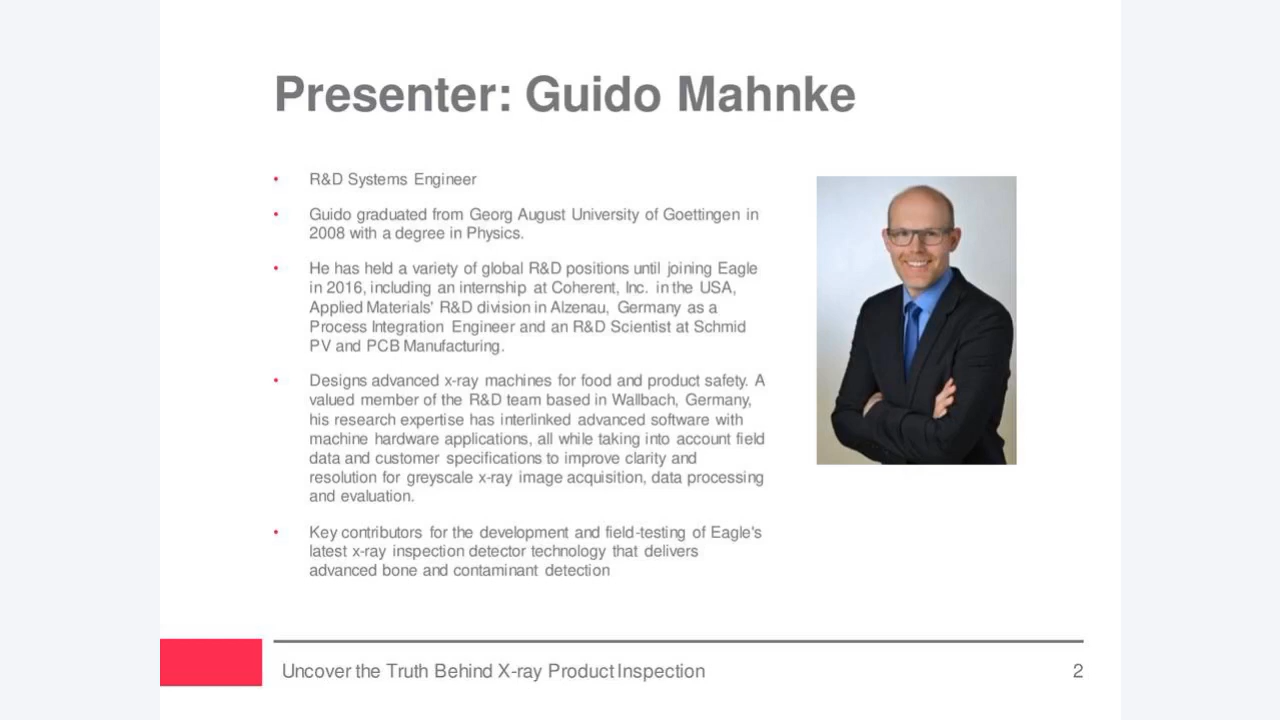 Presenter: Guido Mahnke
• R&D Systems Engineer
• Guido graduated from Georg August University of Goettingen in
2008 with a degree in Physics.
• He has held a variety of global R&D positions until joining Eagle
in 2016, including an internship at Coherent, Inc. in the USA,
Applied Materials' R&D division in Alzenau, Germany as a
Process Integration Engineer and an R&D Scientist at Schmid
PV and PCB Manufacturing.
• Designs advanced x-ray machines for food and product safety. A
valued member of the R&D team based in Wallbach, Germany,
his research expertise has interlinked advanced software with
machine hardware applications, all while taking into account field
data and customer specifications to improve clarity and
resolution for greyscale x-ray image acquisition, data processing
and evaluation.
• Key contributors for the development and field-testing of Eagle's
latest x-ray inspection detector technology that delivers
advanced bone and contaminant detection
Uncover the Truth Behind X-ray Product Inspection
2